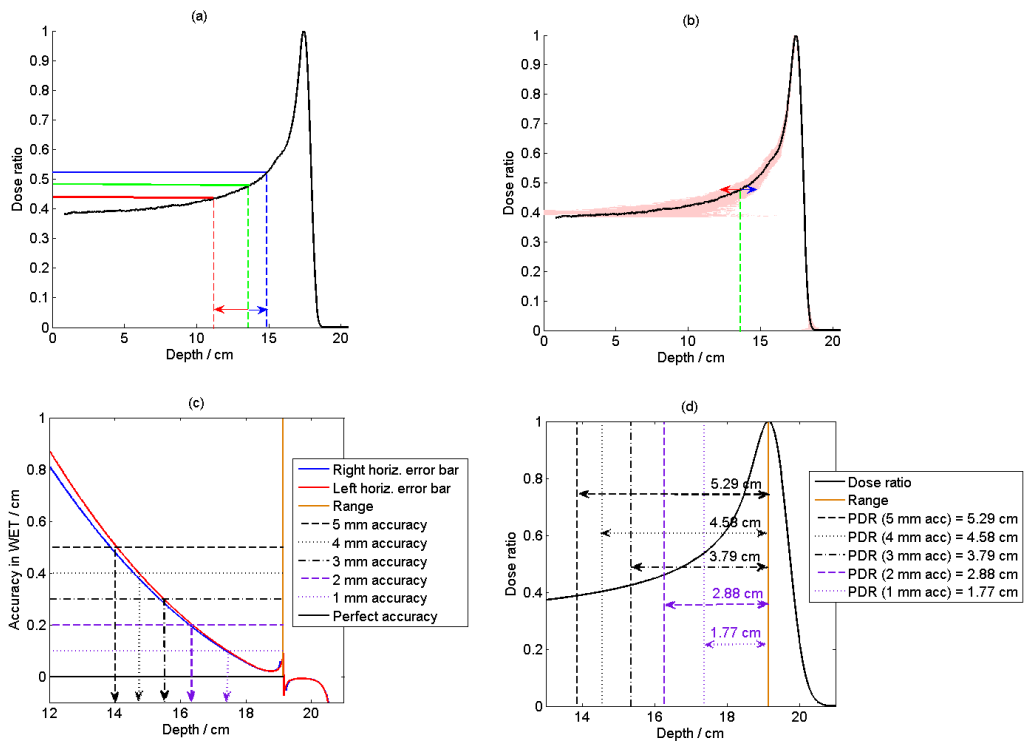 (a)
1
0.9
0.8
0.7
0.6
0.5
0.4
0.3
0.2
0.1
0
Dose ratio
0 5 10 15 20
Depth / cm
(b)
1
0.9
0.8
0.7
0.6
0.5
0.4
0.3
0.2
0.1
0
Dose ratio
0 5 10 15 20
Depth / cm
(c)
1
0.8
0.6
0.4
0.2
0
Accuracy in WET / cm
12 14 16 18 20
Depth / cm
Right horiz. error bar
Left horiz. error bar
Range
5 mm accuracy
4 mm accuracy
3 mm accuracy
2 mm accuracy
1 mm accuracy
Perfect accuracy
(d)
1
0.8
0.6
0.4
0.2
0
Dose ratio
5.29 cm
4.58 cm
3.79 cm
2.88 cm
1.77 cm
14 16 18 20
Depth / cm
Dose ratio
Range
PDR (5 mm acc) = 5.29 cm
PDR (4 mm acc) = 4.58 cm
PDR (3 mm acc) = 3.79 cm
PDR (2 mm acc) = 2.88 cm
PDR (1 mm acc) = 1.77 cm